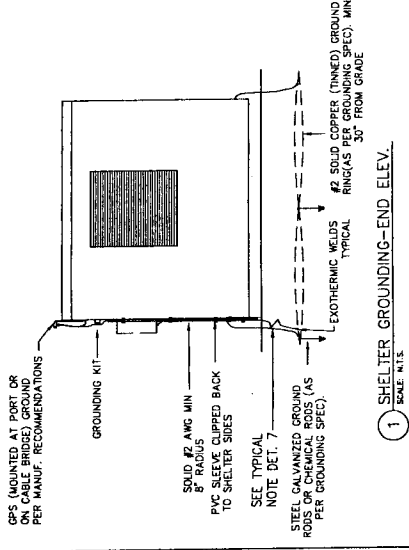 GPS (MOUNTED AT PORT OR
ON CABLE BRIDGE) GROUND
PER MANUF. RECOMMENDATIONS
GROUNDING KIT
SOLID #2 AWG MIN
8" RADIUS
PVC SLEEVE CLIPPED BACK
TO SHELTER SIDES
SEE TYPICAL
NOTE DET. 7
STEEL GALVANIZED GROUND
RODS OR CHEMICAL RODS (AS
PER GROUNDING SPEC).
EXOTHERMIC WELDS
TYPICAL
#2 SOLID COPPER (TINNED) GROUND
RING(AS PER GROUNDING SPEC). MIN
30" FROM GRADE
1 SHELTER GROUNDING-END ELEV.
SCALE: N.T.S.